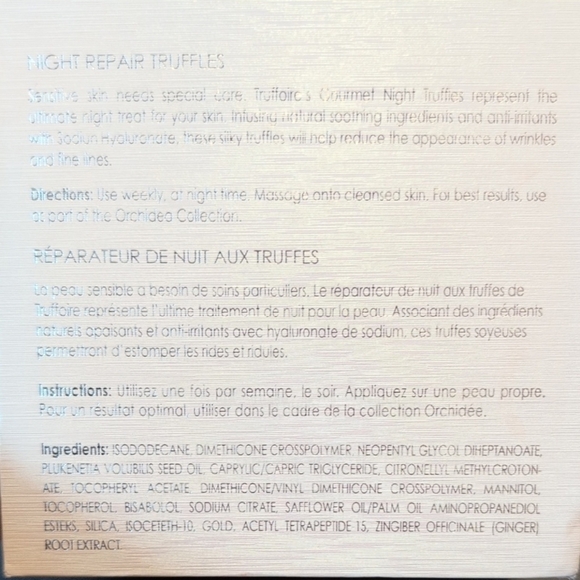 NIGHT REPAIR TRUFFLES
Sensitive skin needs special care. Truffoire's Gourmet Night Truffles represent the
ultimate night treat for your skin. Infusing natural soothing ingredients and anti-irritants
with Sodium Hyaluronate, these silky truffles will help reduce the appearance of wrinkles
and fine lines.
Directions: Use weekly, at night time. Massage onto cleansed skin. For best results, use
as part of the Orchidea Collection.
RÉPARATEUR DE NUIT AUX TRUFFES
La peau sensible a besoin de soins particuliers. Le réparateur de nuit aux truffes de
Truffoire représente l'ultime traitement de nuit pour la peau. Associant des ingrédients
naturels apaisants et anti-irritants avec hyaluronate de sodium, ces truffes soyeuses
permettront d'estomper les rides et ridules.
Instructions: Utilisez une fois par semaine, le soir. Appliquez sur une peau propre.
Pour un resultat optimal, utiliser dans le cadre de la collection Orchidée.
Ingredients: ISODODECANE, DIMETHICONE CROSSPOLYMER, NEOPENTYL GLYCOL DIHEPTANOATE,
PLUKENETIA VOLUBILIS SEED OIL, CAPRYLIC/CAPRIC TRIGLYCERIDE, CITRONELLYL METHYLCROTON-
ATE, TOCOPHERYL ACETATE, DIMETHICONE/VINYL DIMETHICONE CROSSPOLYMER, MANNITOL,
TOCOPHEROL, BISABOLOL, SODIUM CITRATE, SAFFLOWER OIL/PALM OIL AMINOPROPANEDIOL
ESTERS, SILICA, ISOCETETH-10, GOLD, ACETYL TETRAPEPTIDE 15, ZINGIBER OFFICINALE (GINGER)
ROOT EXTRACT.